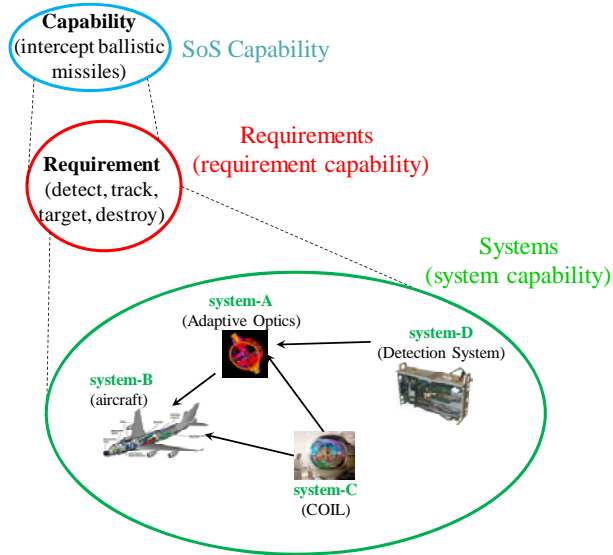 Capability
(intercept ballistic
missiles)
SoS Capability
Requirements
(requirement capability)
Requirement
(detect, track,
target, destroy)
Systems
(system capability)
system-A
(Adaptive Optics)
system-D
(Detection System)
system-B
(aircraft)
system-C
(COIL)